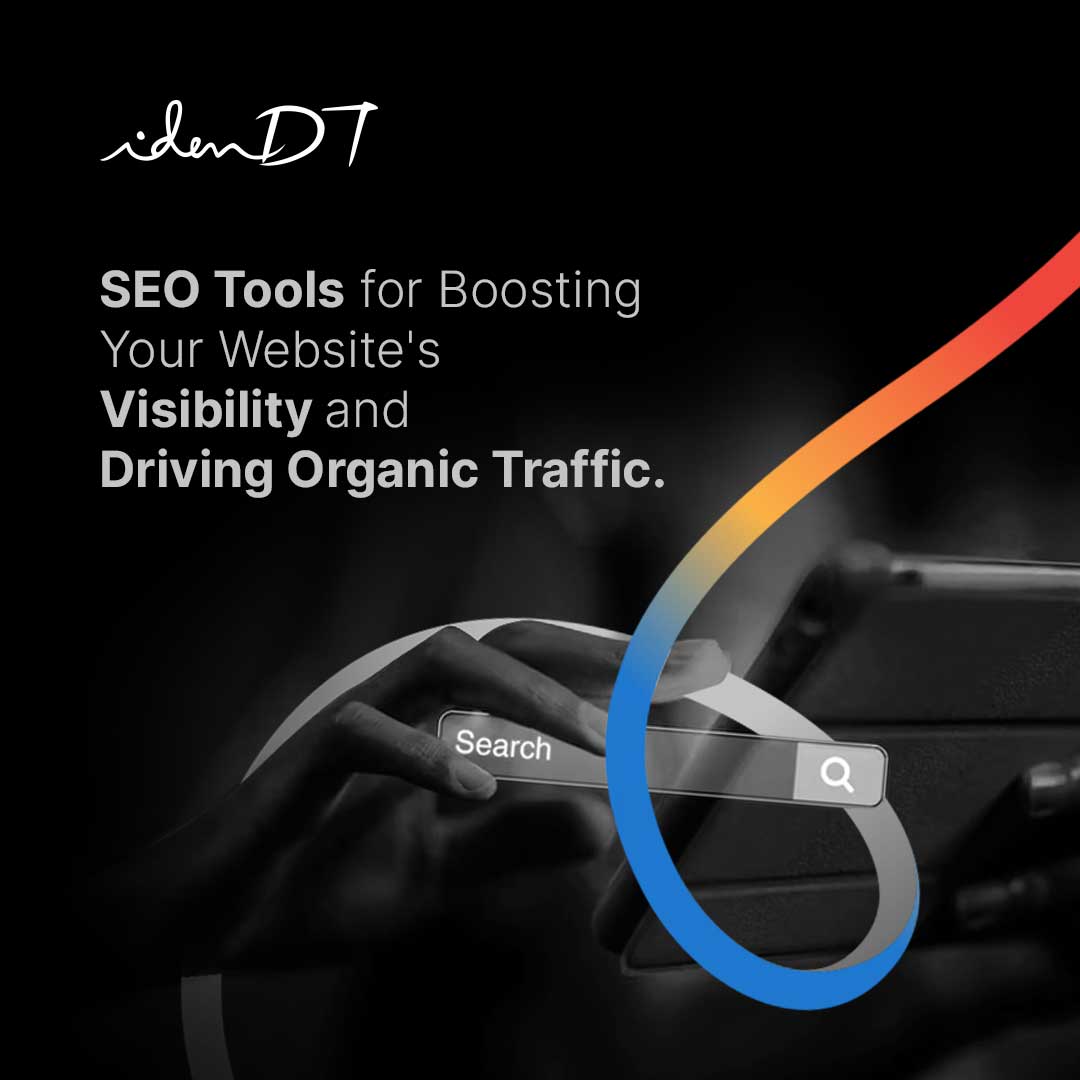 idenDT
SEO Tools for Boosting
Your Website's
Visibility and
Driving Organic Traffic.
Search